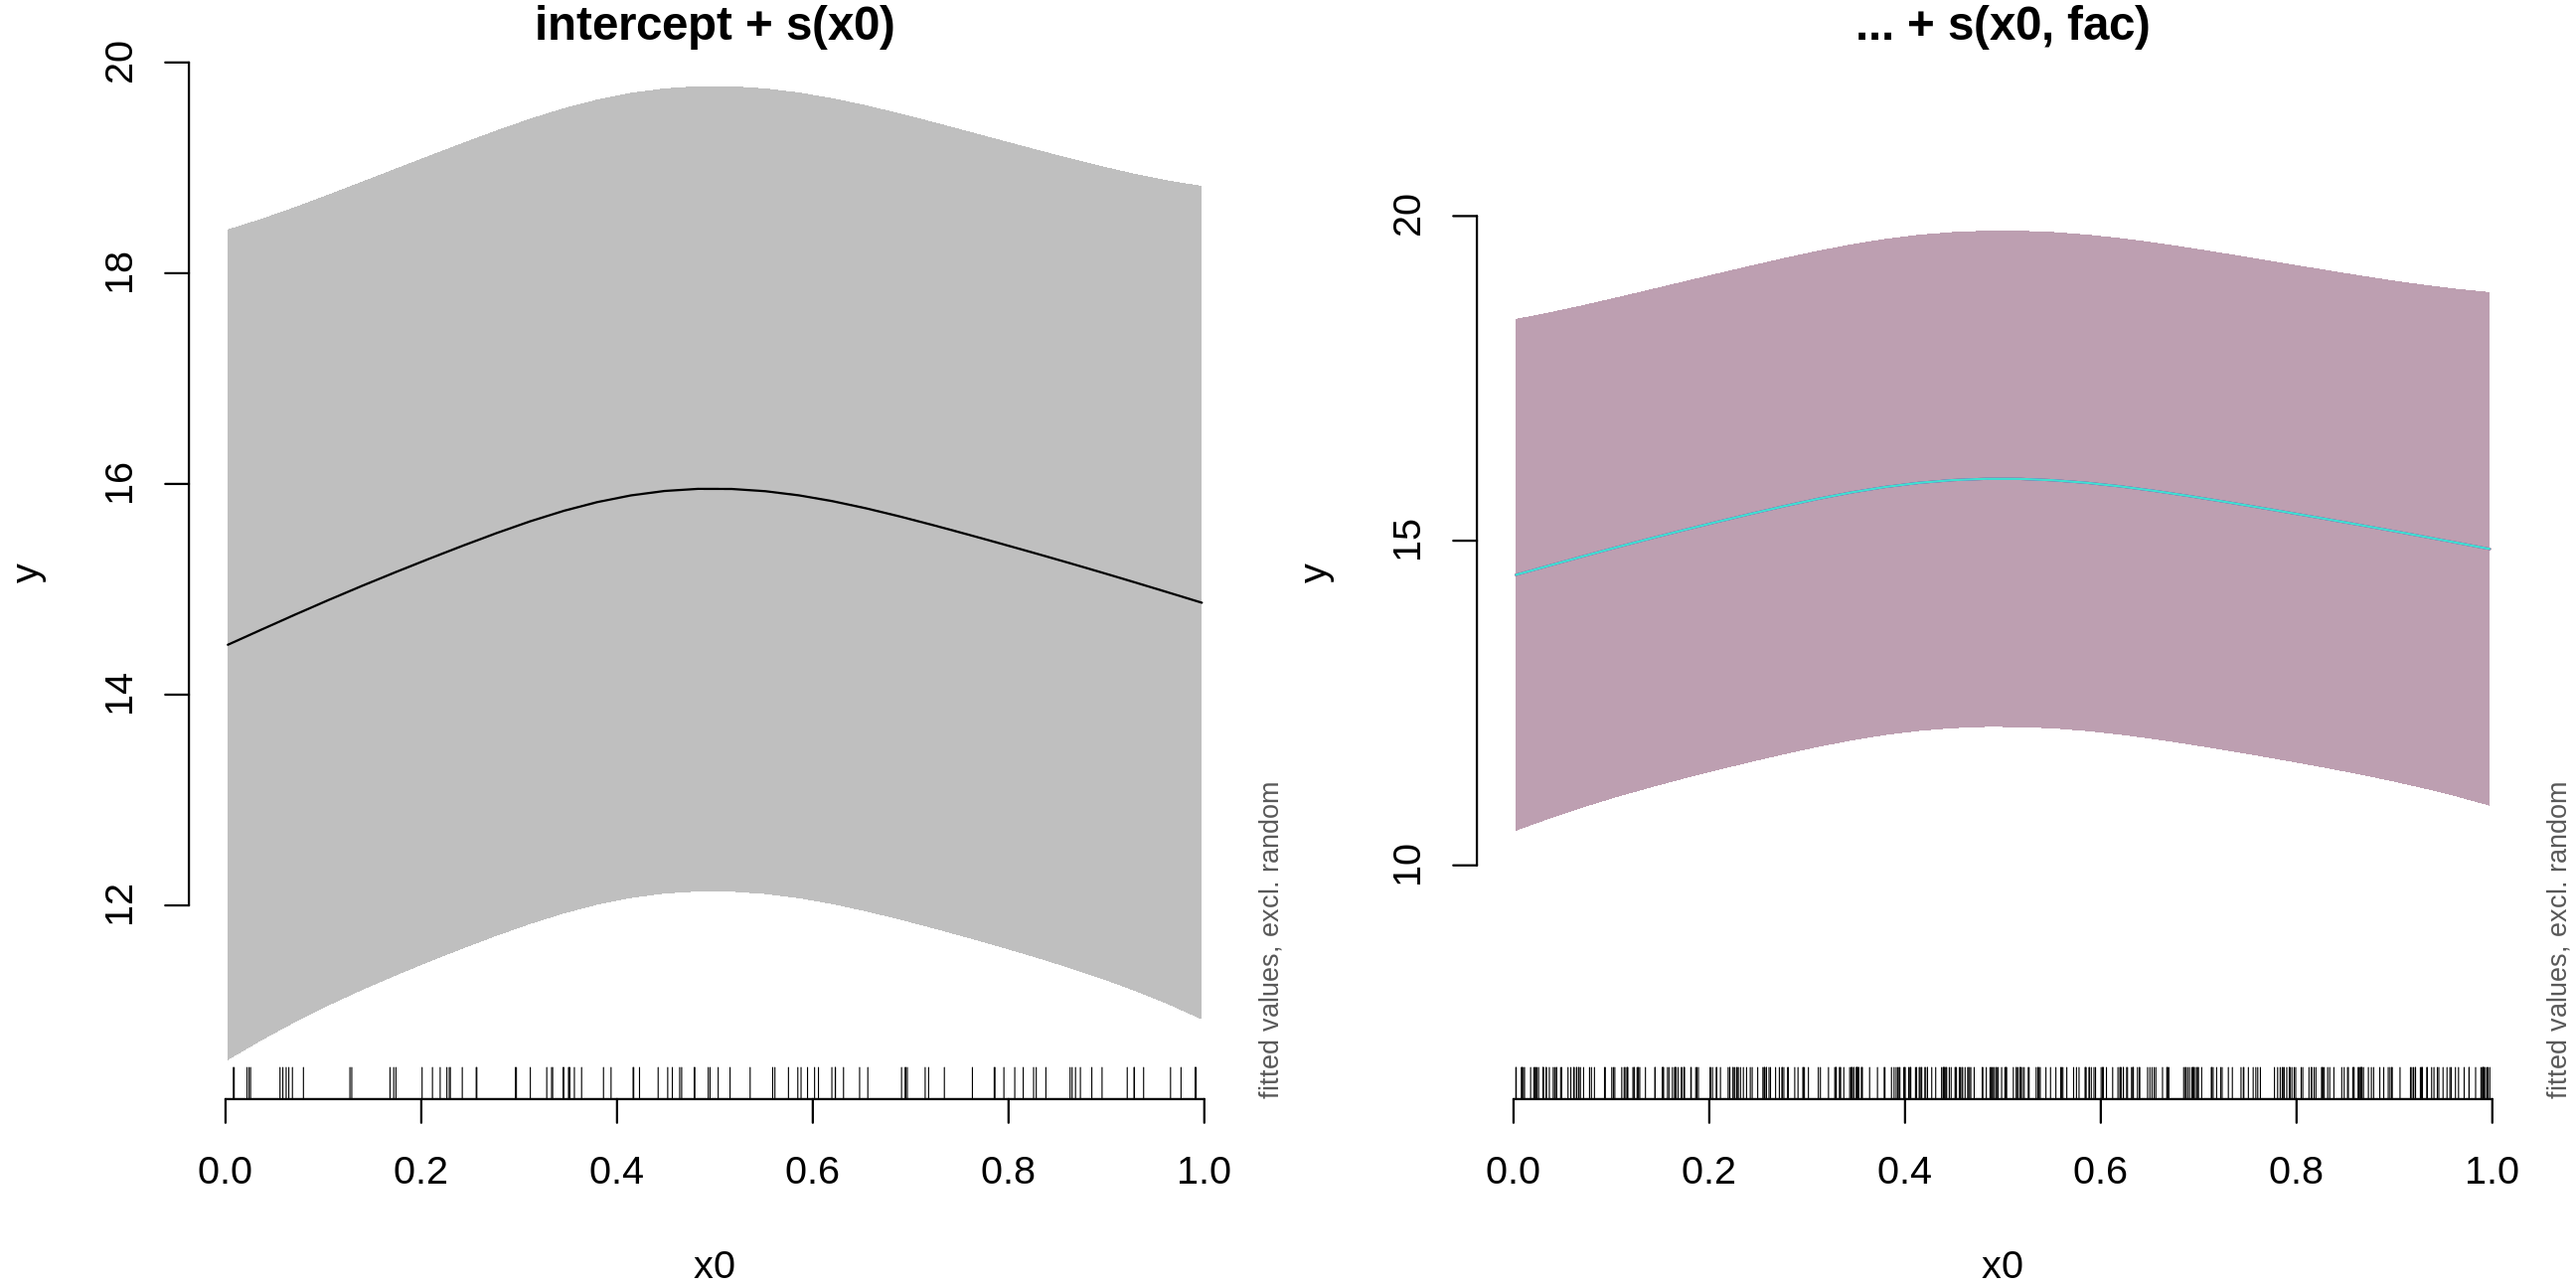 intercept + s(x0)
20
18
16
14
12
y
0.0 0.2 0.4 0.6 0.8 1.0
x0
fitted values, excl. random
... + s(x0, fac)
20
15
10
y
0.0 0.2 0.4 0.6 0.8 1.0
x0
fitted values, excl. random